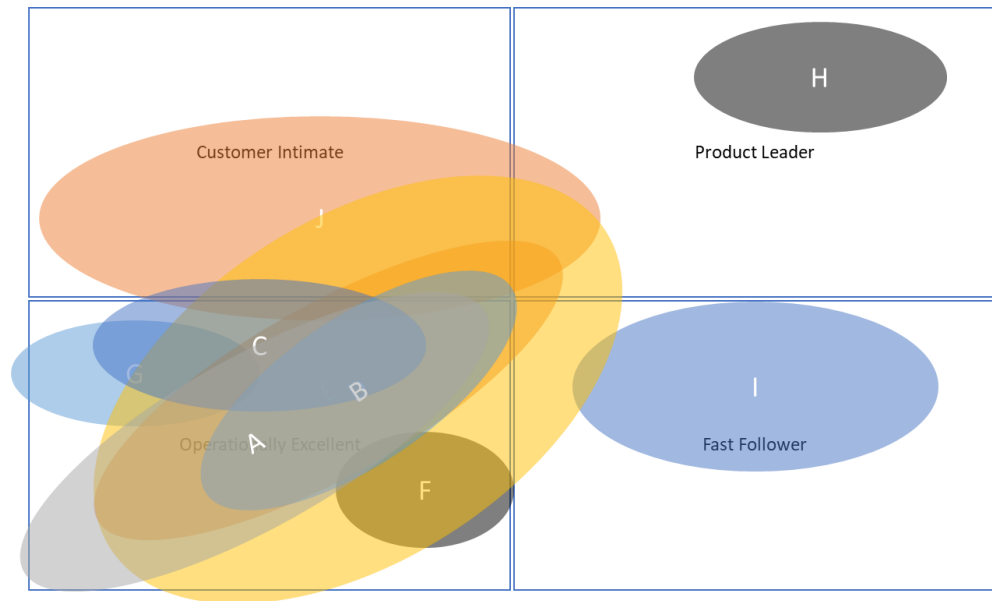 H
Customer Intimate
Product Leader
J
C
G
B
I
A
Operationally Excellent
Fast Follower
F